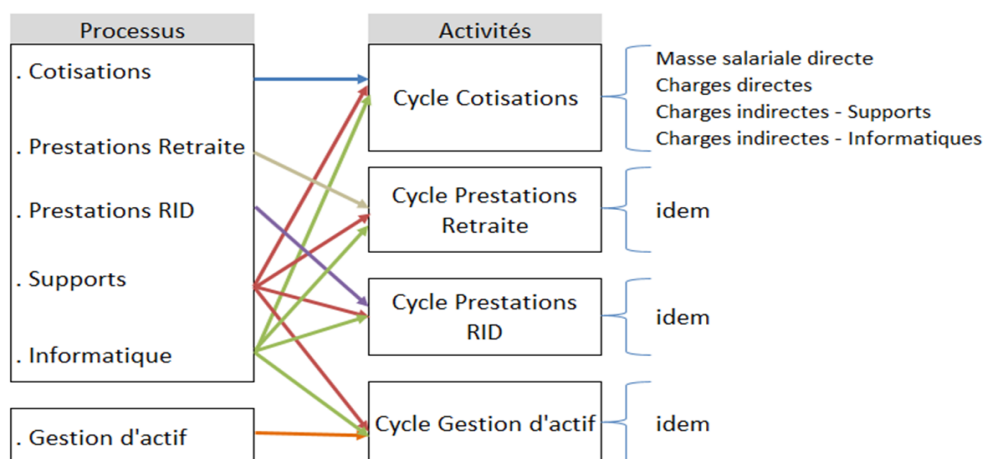 Processus
. Cotisations
. Prestations Retraite
. Prestations RID
. Supports
. Informatique
. Gestion d'actif
Activités
Cycle Cotisations
Cycle Prestations
Retraite
Cycle Prestations
RID
Cycle Gestion d'actif
Masse salariale directe
Charges directes
Charges indirectes - Supports
Charges indirectes - Informatiques
idem
idem
idem